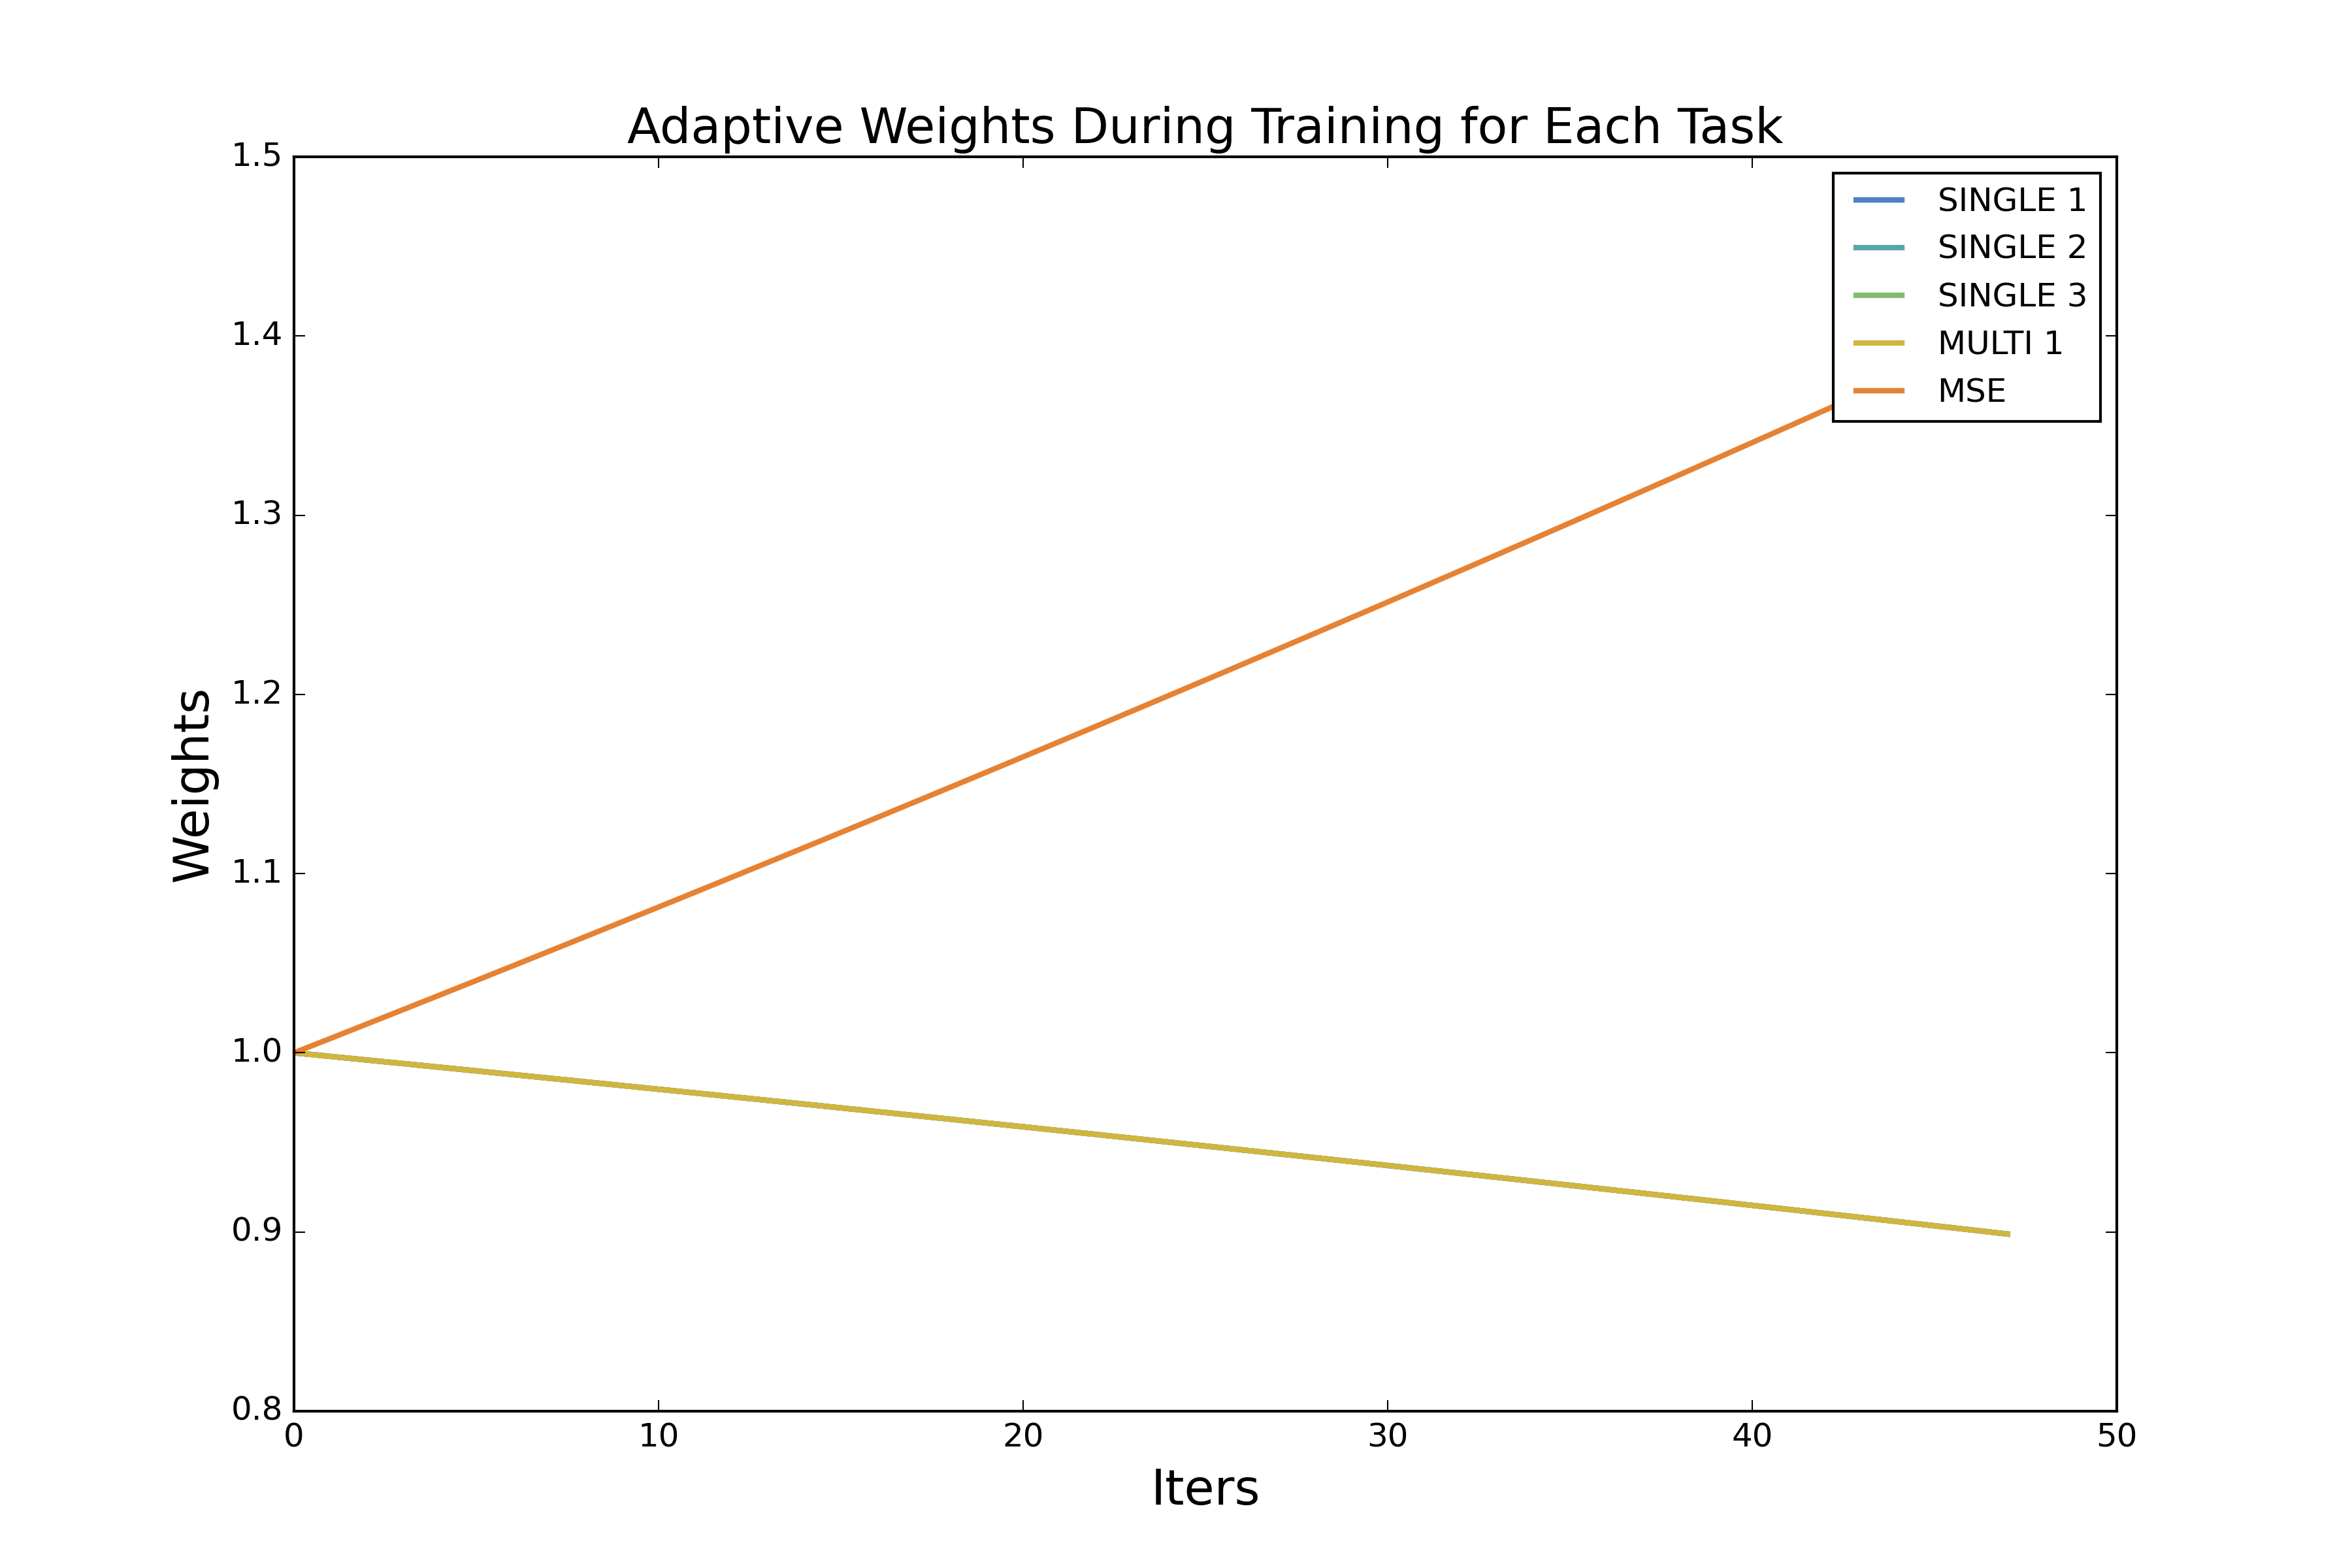 Adaptive Weights During Training for Each Task
1.5
1.4
1.3
1.2
1.1
1.0
0.9
0.8
Weights
SINGLE 1
SINGLE 2
SINGLE 3
MULTI 1
MSE
0 10 20 30 40 50
Iters